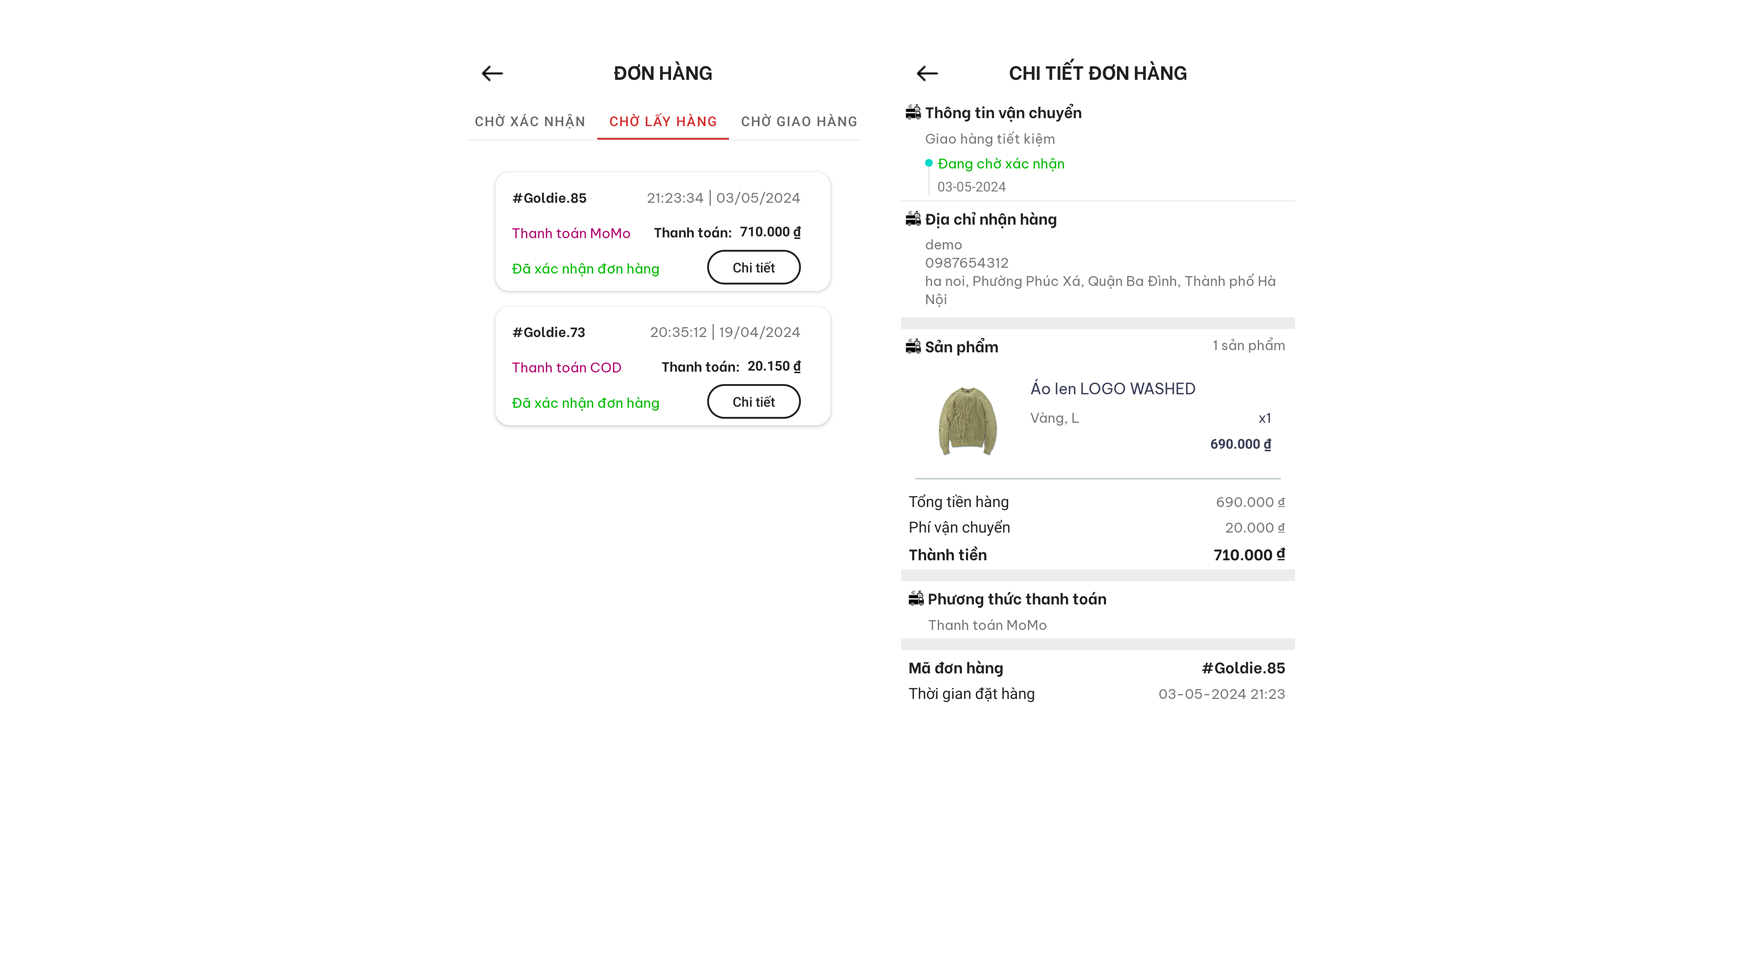 ĐƠN HÀNG
CHỜ XÁC NHẬN CHỜ LẤY HÀNG CHỜ GIAO HÀNG
#Goldie.85 21:23:34 | 03/05/2024
Thanh toán MoMo Thanh toán: 710.000 ₫
Đã xác nhận đơn hàng Chi tiết
#Goldie.73 20:35:12 | 19/04/2024
Thanh toán COD Thanh toán: 20.150 ₫
Đã xác nhận đơn hàng Chi tiết
CHI TIẾT ĐƠN HÀNG
Thông tin vận chuyển
Giao hàng tiết kiệm
Đang chờ xác nhận
03-05-2024
Địa chỉ nhận hàng
demo
0987654312
ha noi, Phường Phúc Xá, Quận Ba Đình, Thành phố Hà
Nội
Sản phẩm 1 sản phẩm
Áo len LOGO WASHED
Vàng, L x1
690.000 ₫
Tổng tiền hàng 690.000 ₫
Phí vận chuyển 20.000 ₫
Thành tiền 710.000 ₫
Phương thức thanh toán
Thanh toán MoMo
Mã đơn hàng #Goldie.85
Thời gian đặt hàng 03-05-2024 21:23